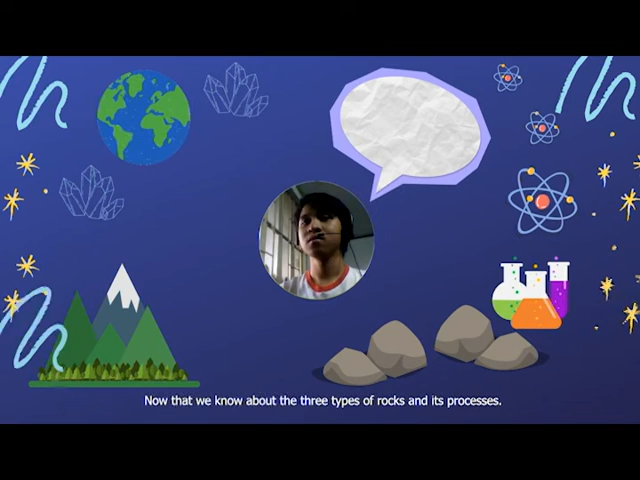 Now that we know about the three types of rocks and its processes.